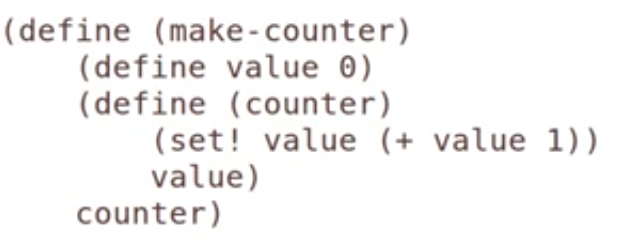 (define (make-counter)
    (define value 0)
    (define (counter)
        (set! value (+ value 1))
        value)
    counter)